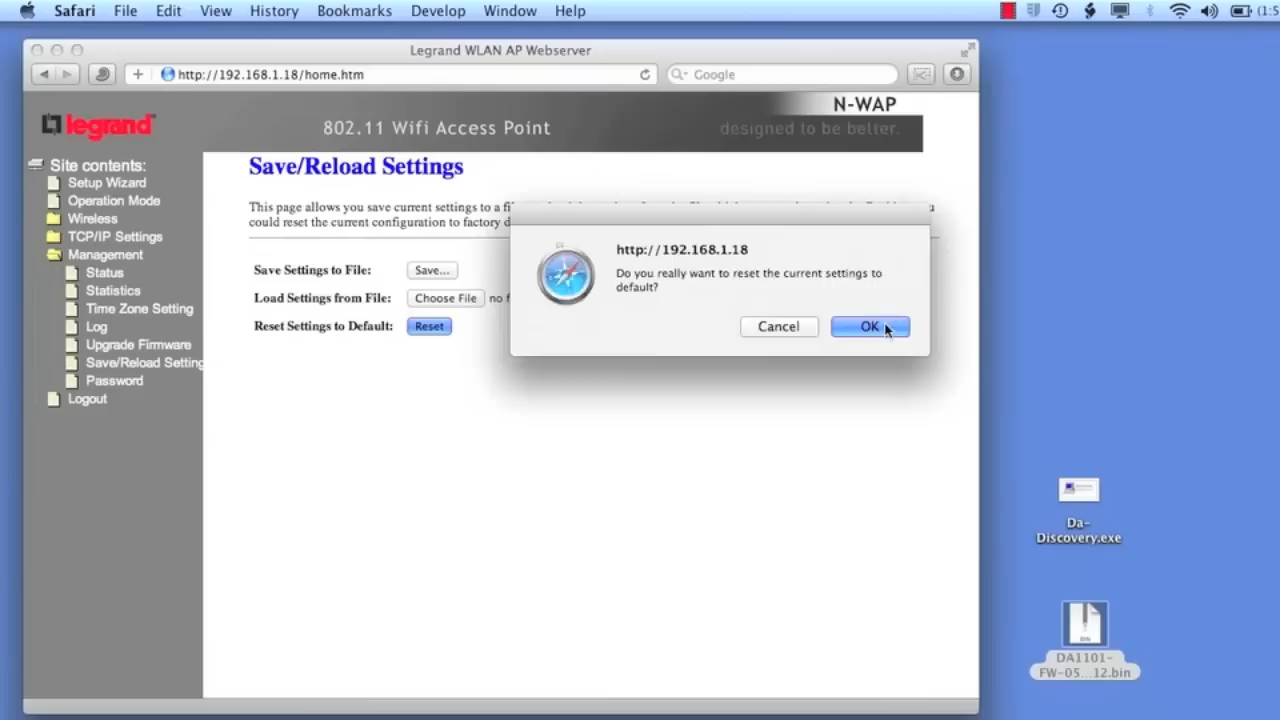 Safari File Edit View History Bookmarks Develop Window Help
Legrand WLAN AP Webserver
http://192.168.1.18/home.htm
Google
legrand
802.11 Wifi Access Point
N-WAP
designed to be better.
Site contents:
Setup Wizard
Operation Mode
Wireless
TCP/IP Settings
Management
Status
Statistics
Time Zone Setting
Log
Upgrade Firmware
Save/Reload Setting
Password
Logout
Save/Reload Settings
This page allows you save current settings to a
could reset the current configuration to factory
Save Settings to File: Save...
Load Settings from File: Choose File no
Reset Settings to Default: Reset
http://192.168.1.18
Do you really want to reset the current settings to
default?
Cancel OK
Da-
Discovery.exe
BIN
DA1101-
FW-05...12.bin